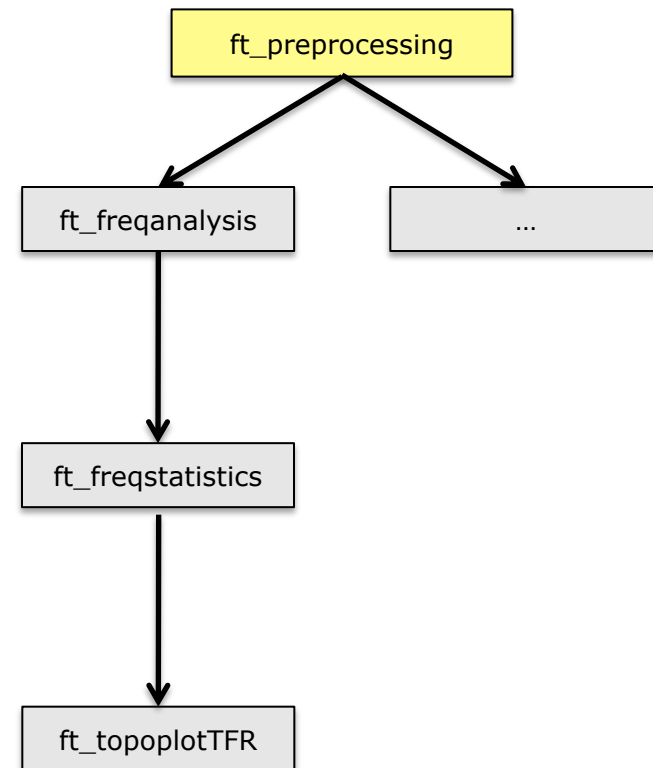 ft_preprocessing
ft_freqanalysis
…
ft_freqstatistics
ft_topoplotTFR